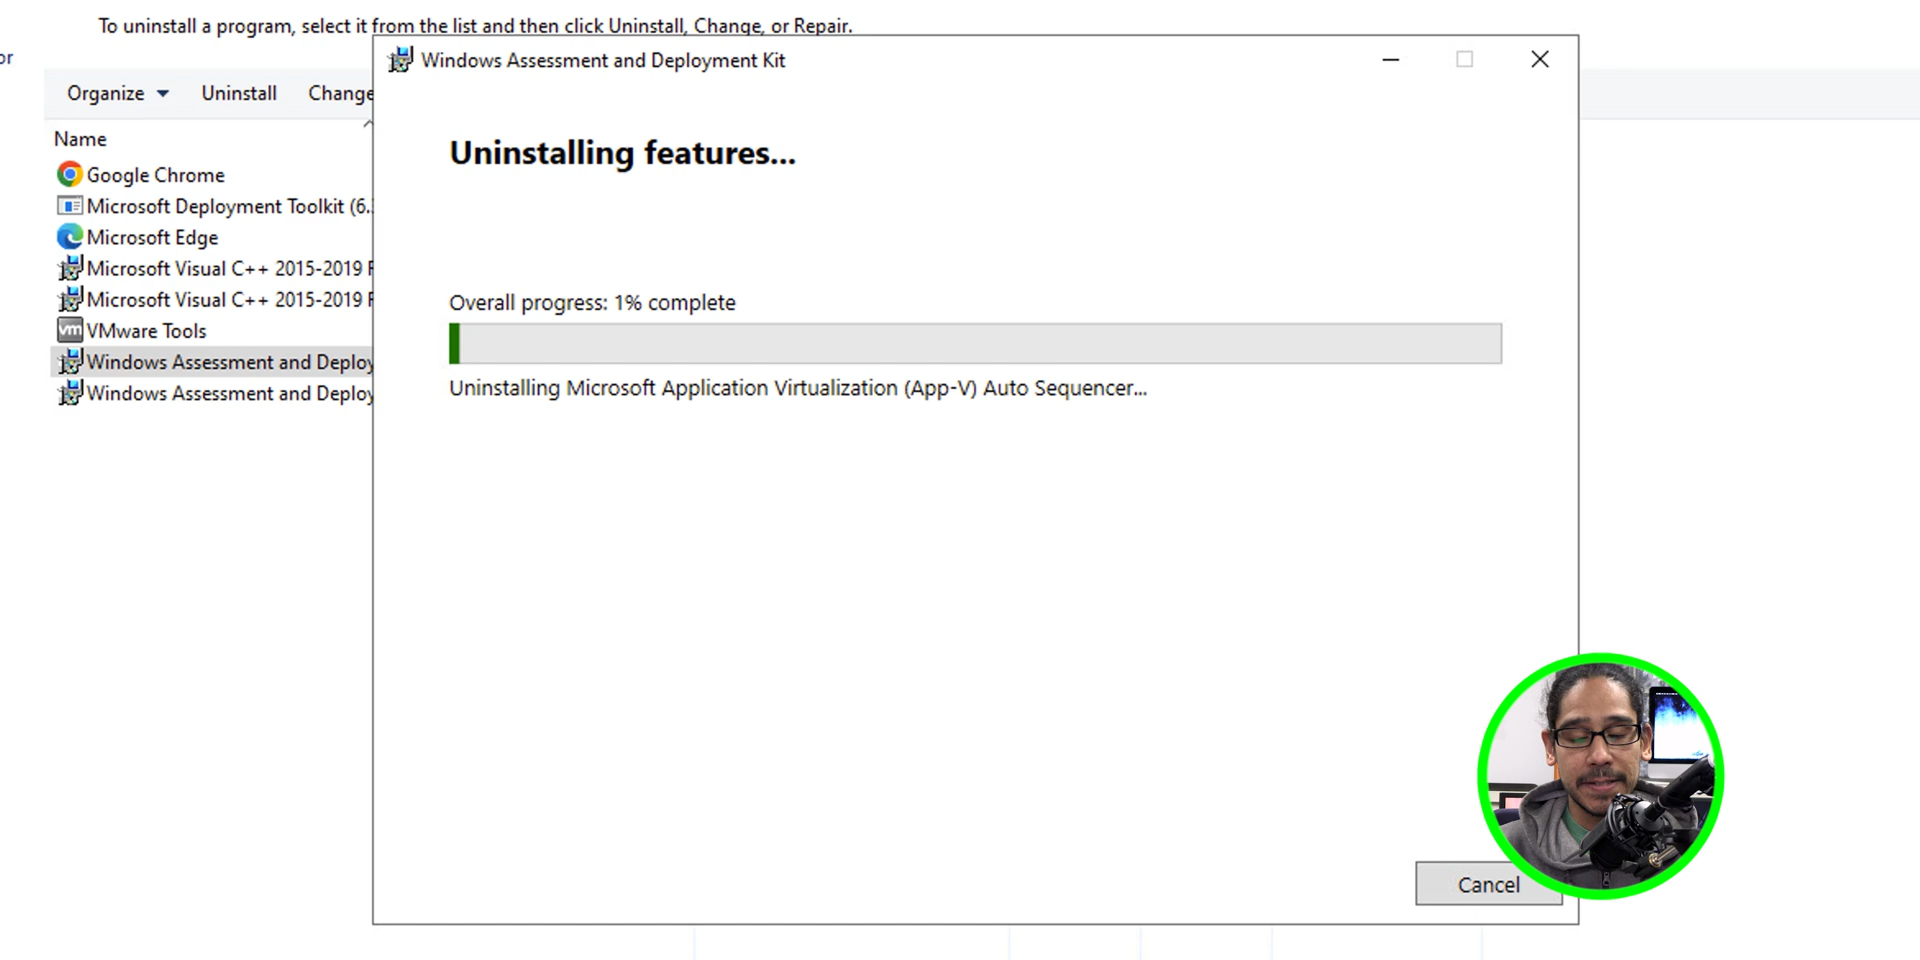 To uninstall a program, select it from the list and then click Uninstall, Change, or Repair.
or
Windows Assessment and Deployment Kit
Organize Uninstall Change
Name
Google Chrome
Microsoft Deployment Toolkit (6.
Microsoft Edge
Microsoft Visual C++ 2015-2019
Microsoft Visual C++ 2015-2019
vm VMware Tools
Windows Assessment and Deploy
Windows Assessment and Deploy
Uninstalling features...
Overall progress: 1% complete
Uninstalling Microsoft Application Virtualization (App-V) Auto Sequencer...
Cancel